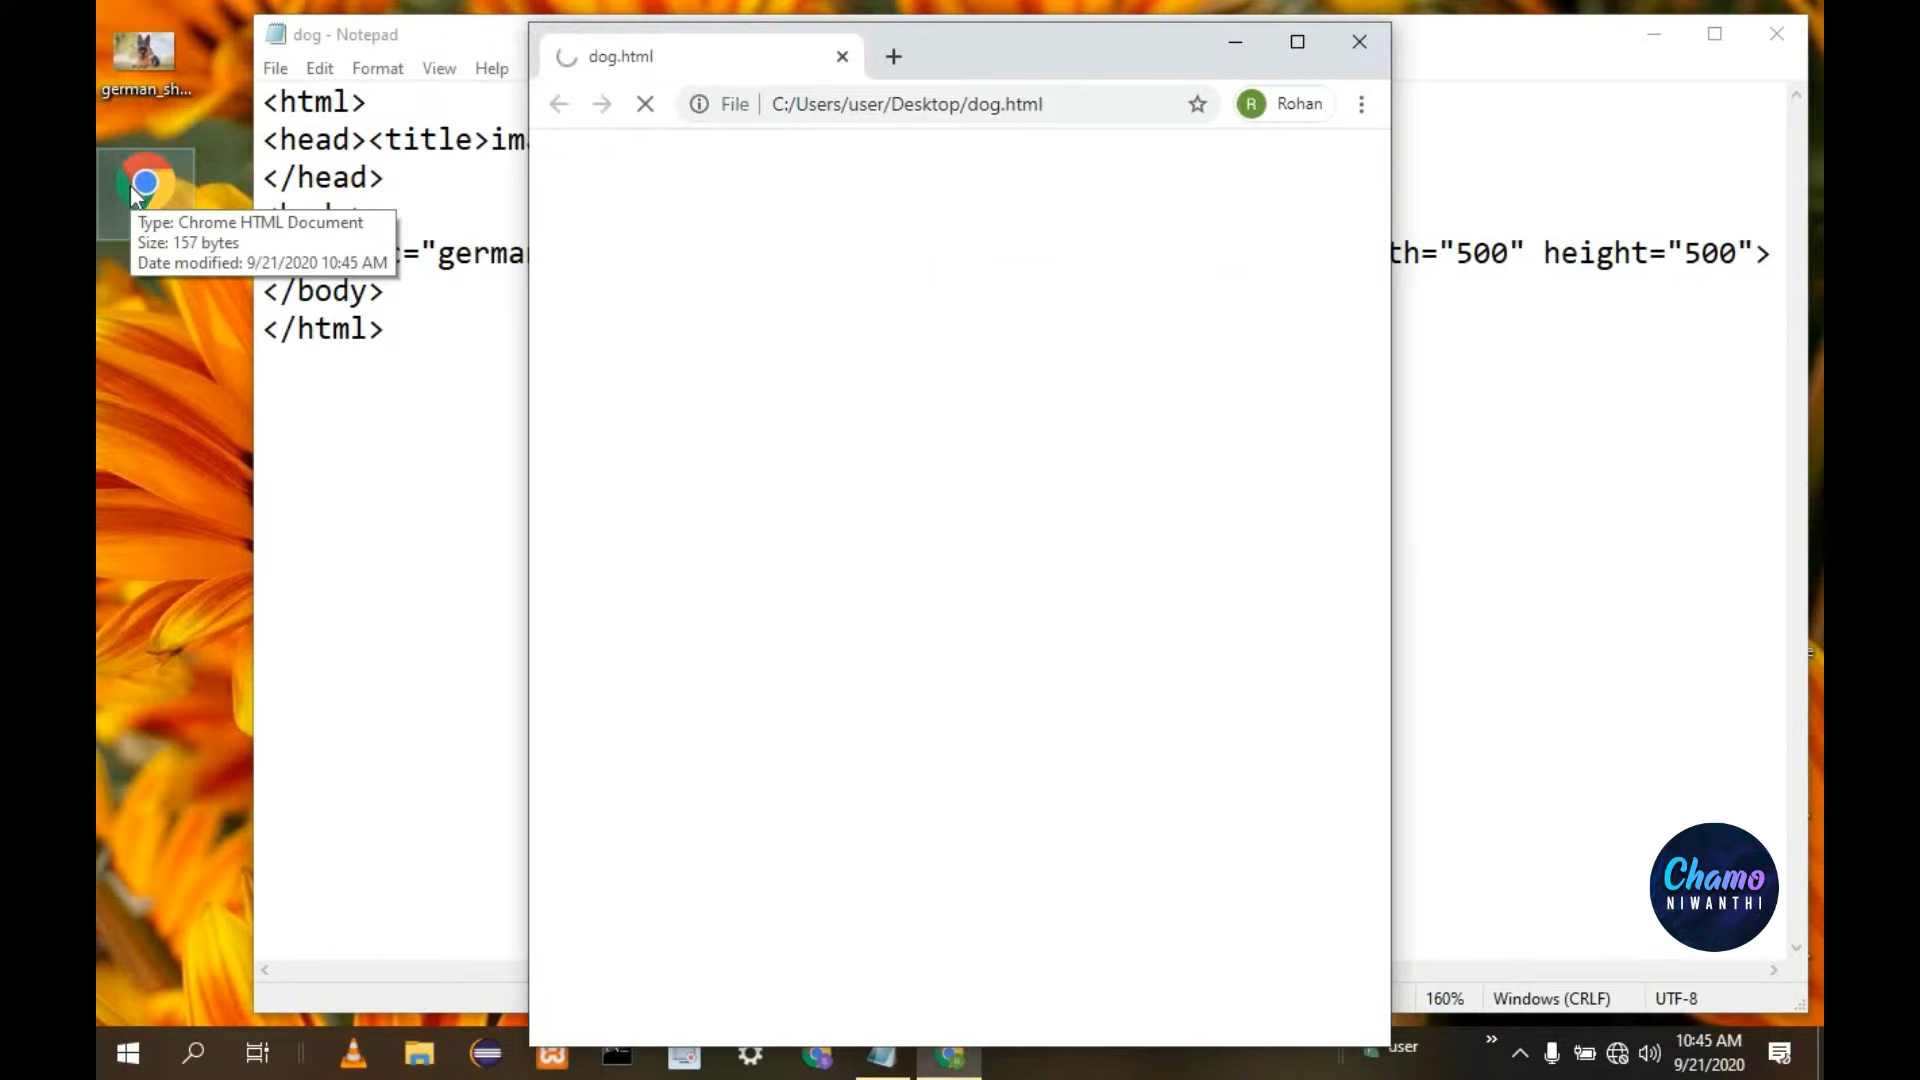 german_sh...
dog - Notepad
File Edit Format View Help
<html>
<head><title>im
</head>
="germa
th="500" height="500">
</body>
</html>
Type: Chrome HTML Document
Size: 157 bytes
Date modified: 9/21/2020 10:45 AM
dog.html
File C:/Users/user/Desktop/dog.html
R Rohan
Chamo
NIWANTHI
160% Windows (CRLF) UTF-8
user
10:45 AM
9/21/2020